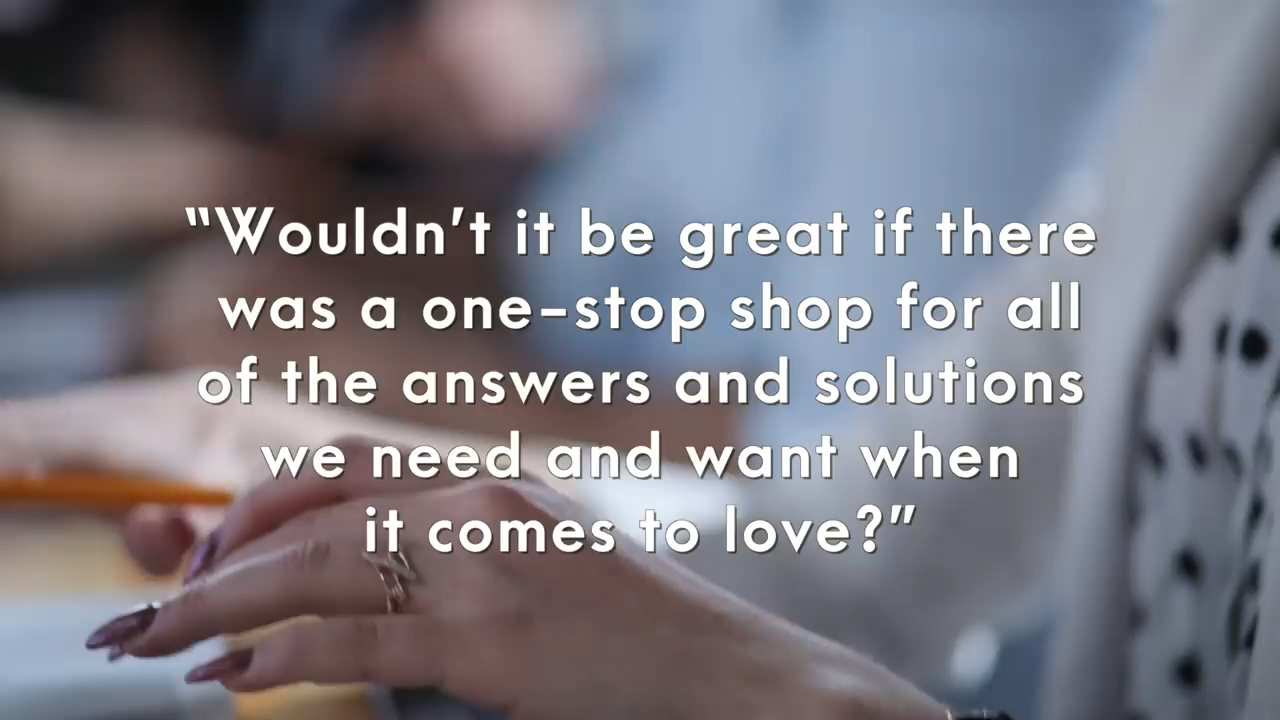 “Wouldn’t it be great if there
was a one-stop shop for all
of the answers and solutions
we need and want when
it comes to love?”